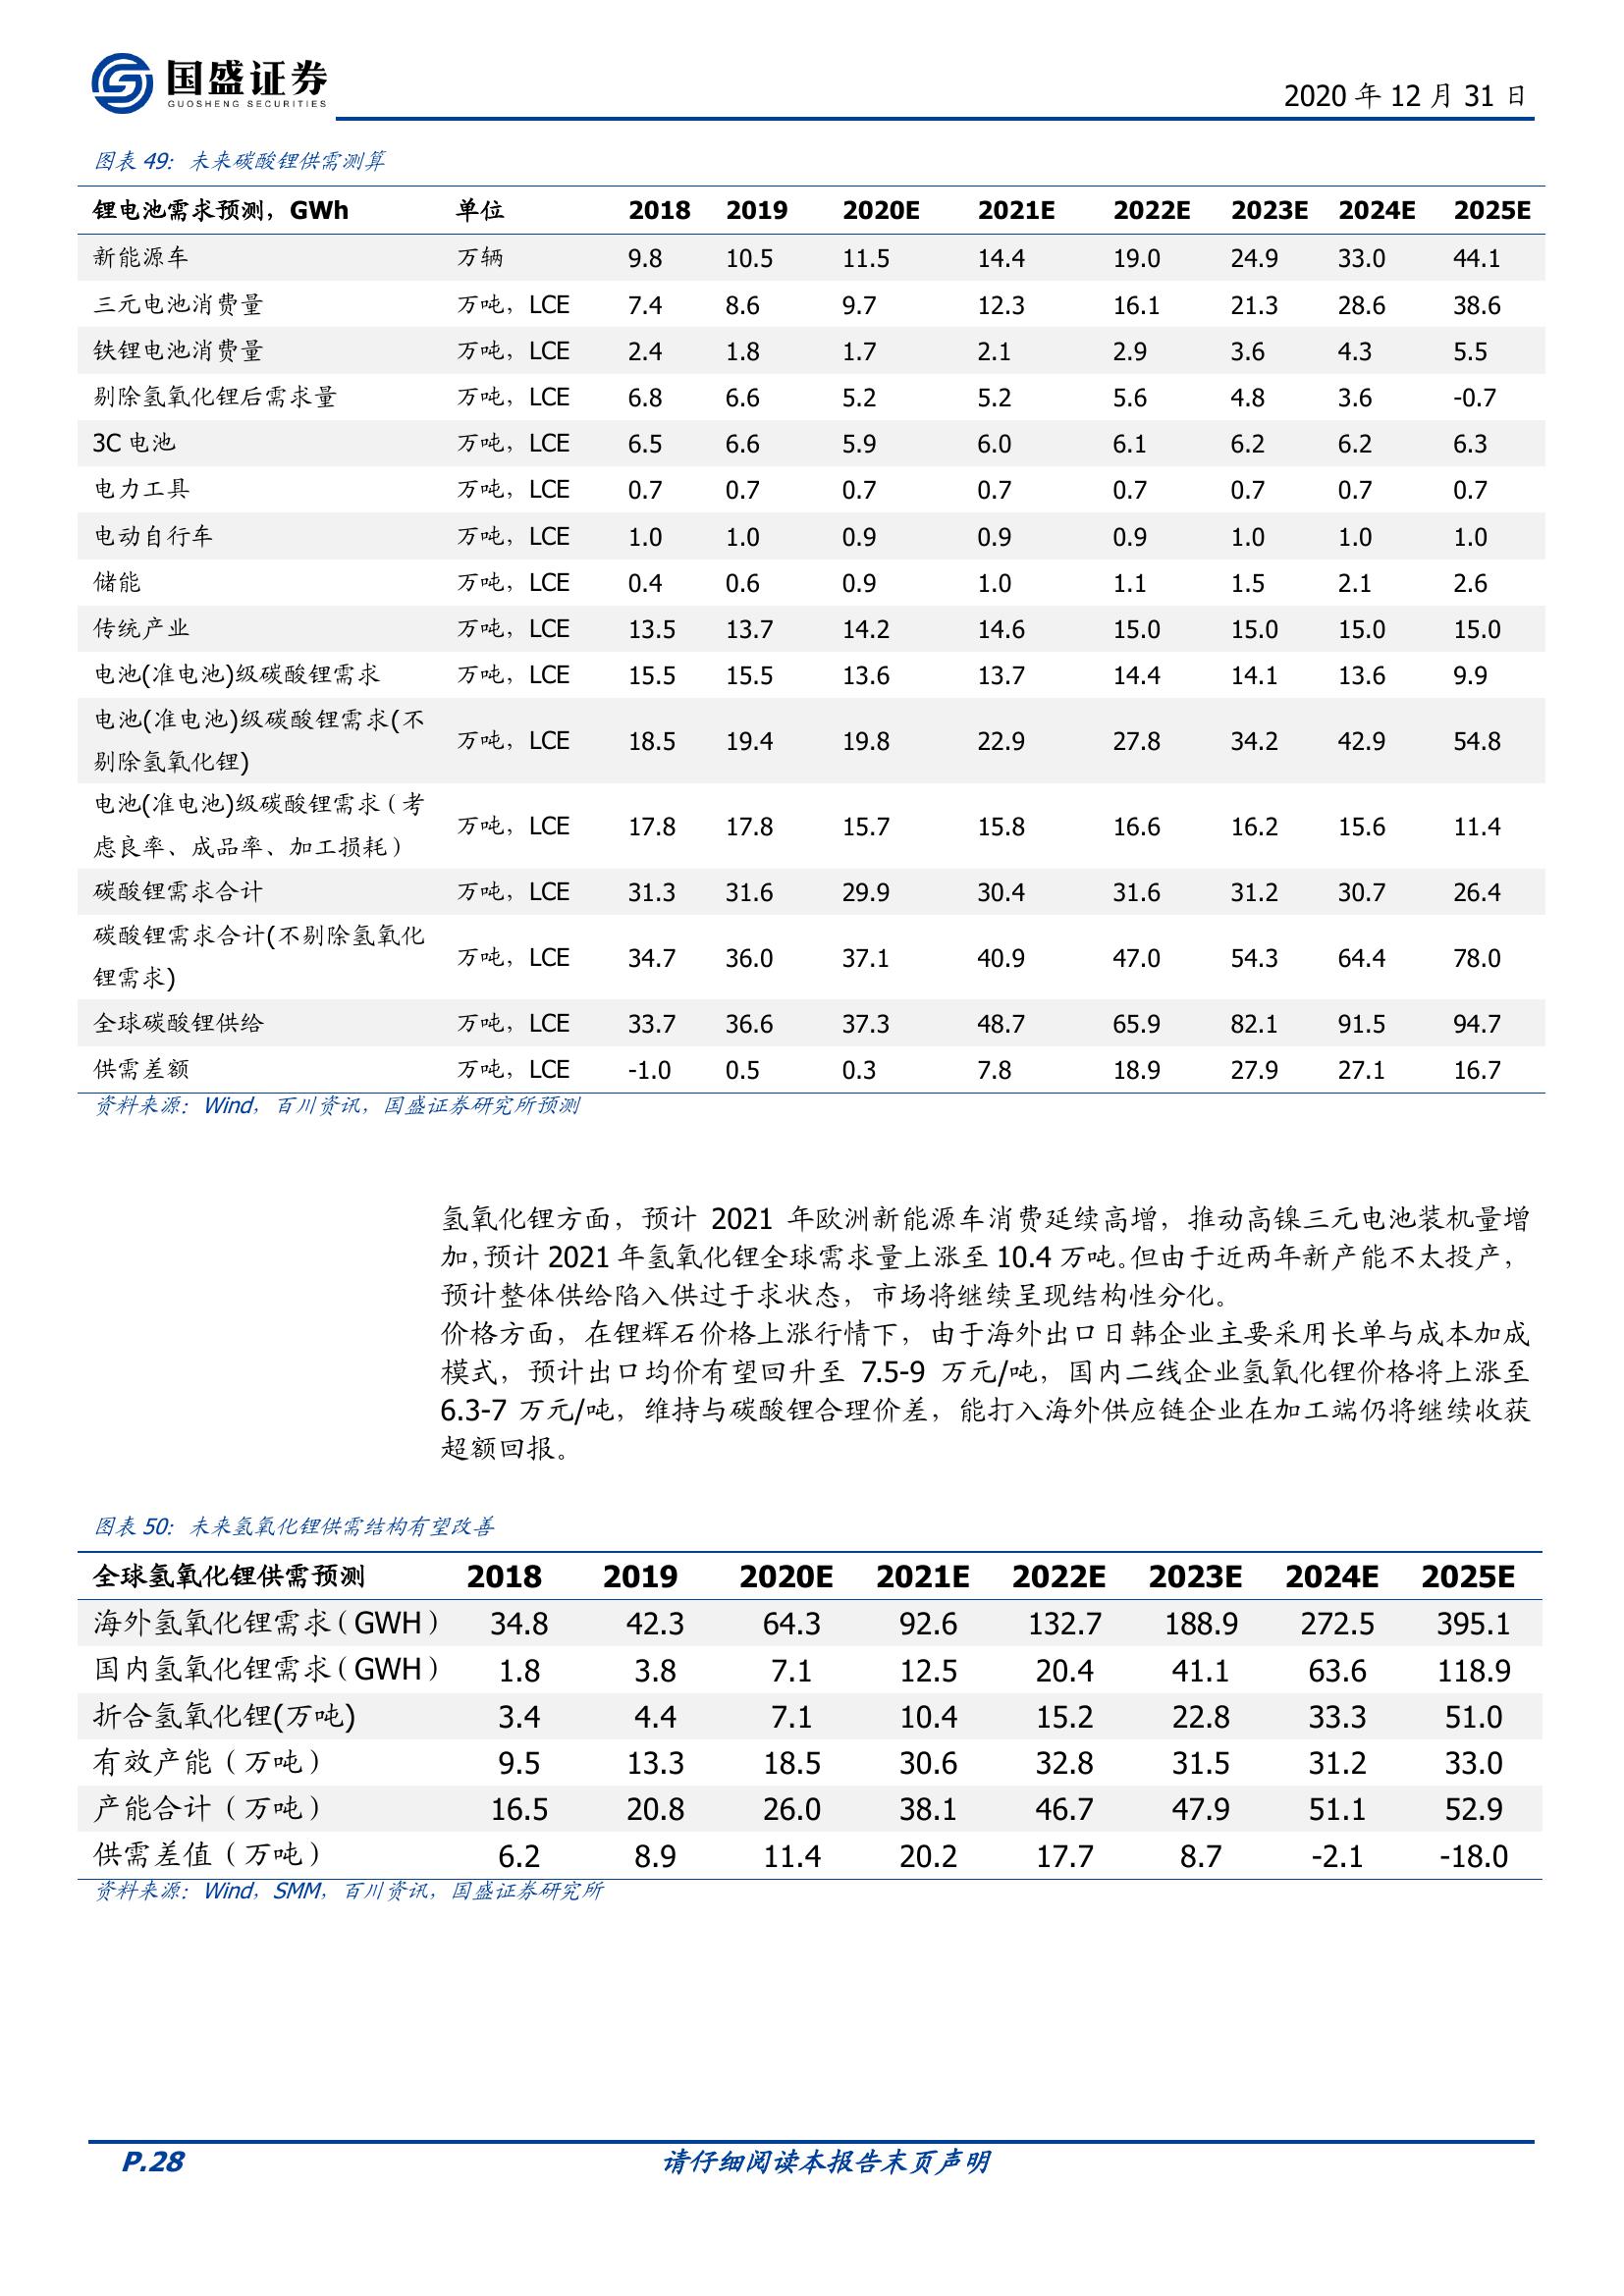 国盛证券
GUOSHENG SECURITIES
2020 年 12 月 31 日
图表 49：未来碳酸锂供需测算
锂电池需求预测，GWh 单位 2018 2019 2020E 2021E 2022E 2023E 2024E 2025E
新能源车 万辆 9.8 10.5 11.5 14.4 19.0 24.9 33.0 44.1
三元电池消费量 万吨，LCE 7.4 8.6 9.7 12.3 16.1 21.3 28.6 38.6
铁锂电池消费量 万吨，LCE 2.4 1.8 1.7 2.1 2.9 3.6 4.3 5.5
剔除氢氧化锂后需求量 万吨，LCE 6.8 6.6 5.2 5.2 5.6 4.8 3.6 -0.7
3C 电池 万吨，LCE 6.5 6.6 5.9 6.0 6.1 6.2 6.2 6.3
电力工具 万吨，LCE 0.7 0.7 0.7 0.7 0.7 0.7 0.7 0.7
电动自行车 万吨，LCE 1.0 1.0 0.9 0.9 0.9 1.0 1.0 1.0
储能 万吨，LCE 0.4 0.6 0.9 1.0 1.1 1.5 2.1 2.6
传统产业 万吨，LCE 13.5 13.7 14.2 14.6 15.0 15.0 15.0 15.0
电池(准电池)级碳酸锂需求 万吨，LCE 15.5 15.5 13.6 13.7 14.4 14.1 13.6 9.9
电池(准电池)级碳酸锂需求(不
剔除氢氧化锂) 万吨，LCE 18.5 19.4 19.8 22.9 27.8 34.2 42.9 54.8
电池(准电池)级碳酸锂需求（考
虑良率、成品率、加工损耗） 万吨，LCE 17.8 17.8 15.7 15.8 16.6 16.2 15.6 11.4
碳酸锂需求合计 万吨，LCE 31.3 31.6 29.9 30.4 31.6 31.2 30.7 26.4
碳酸锂需求合计(不剔除氢氧化
锂需求) 万吨，LCE 34.7 36.0 37.1 40.9 47.0 54.3 64.4 78.0
全球碳酸锂供给 万吨，LCE 33.7 36.6 37.3 48.7 65.9 82.1 91.5 94.7
供需差额 万吨，LCE -1.0 0.5 0.3 7.8 18.9 27.9 27.1 16.7
资料来源：Wind，百川资讯，国盛证券研究所预测
氢氧化锂方面，预计 2021 年欧洲新能源车消费延续高增，推动高镍三元电池装机量增
加，预计 2021 年氢氧化锂全球需求量上涨至 10.4 万吨。但由于近两年新产能不太投产，
预计整体供给陷入供过于求状态，市场将继续呈现结构性分化。
价格方面，在锂辉石价格上涨行情下，由于海外出口日韩企业主要采用长单与成本加成
模式，预计出口均价有望回升至 7.5-9 万元/吨，国内二线企业氢氧化锂价格将上涨至
6.3-7 万元/吨，维持与碳酸锂合理价差，能打入海外供应链企业在加工端仍将继续收获
超额回报。
图表 50：未来氢氧化锂供需结构有望改善
全球氢氧化锂供需预测 2018 2019 2020E 2021E 2022E 2023E 2024E 2025E
海外氢氧化锂需求（GWH） 34.8 42.3 64.3 92.6 132.7 188.9 272.5 395.1
国内氢氧化锂需求（GWH） 1.8 3.8 7.1 12.5 20.4 41.1 63.6 118.9
折合氢氧化锂(万吨) 3.4 4.4 7.1 10.4 15.2 22.8 33.3 51.0
有效产能（万吨） 9.5 13.3 18.5 30.6 32.8 31.5 31.2 33.0
产能合计（万吨） 16.5 20.8 26.0 38.1 46.7 47.9 51.1 52.9
供需差值（万吨） 6.2 8.9 11.4 20.2 17.7 8.7 -2.1 -18.0
资料来源：Wind，SMM，百川资讯，国盛证券研究所
P.28 请仔细阅读本报告末页声明